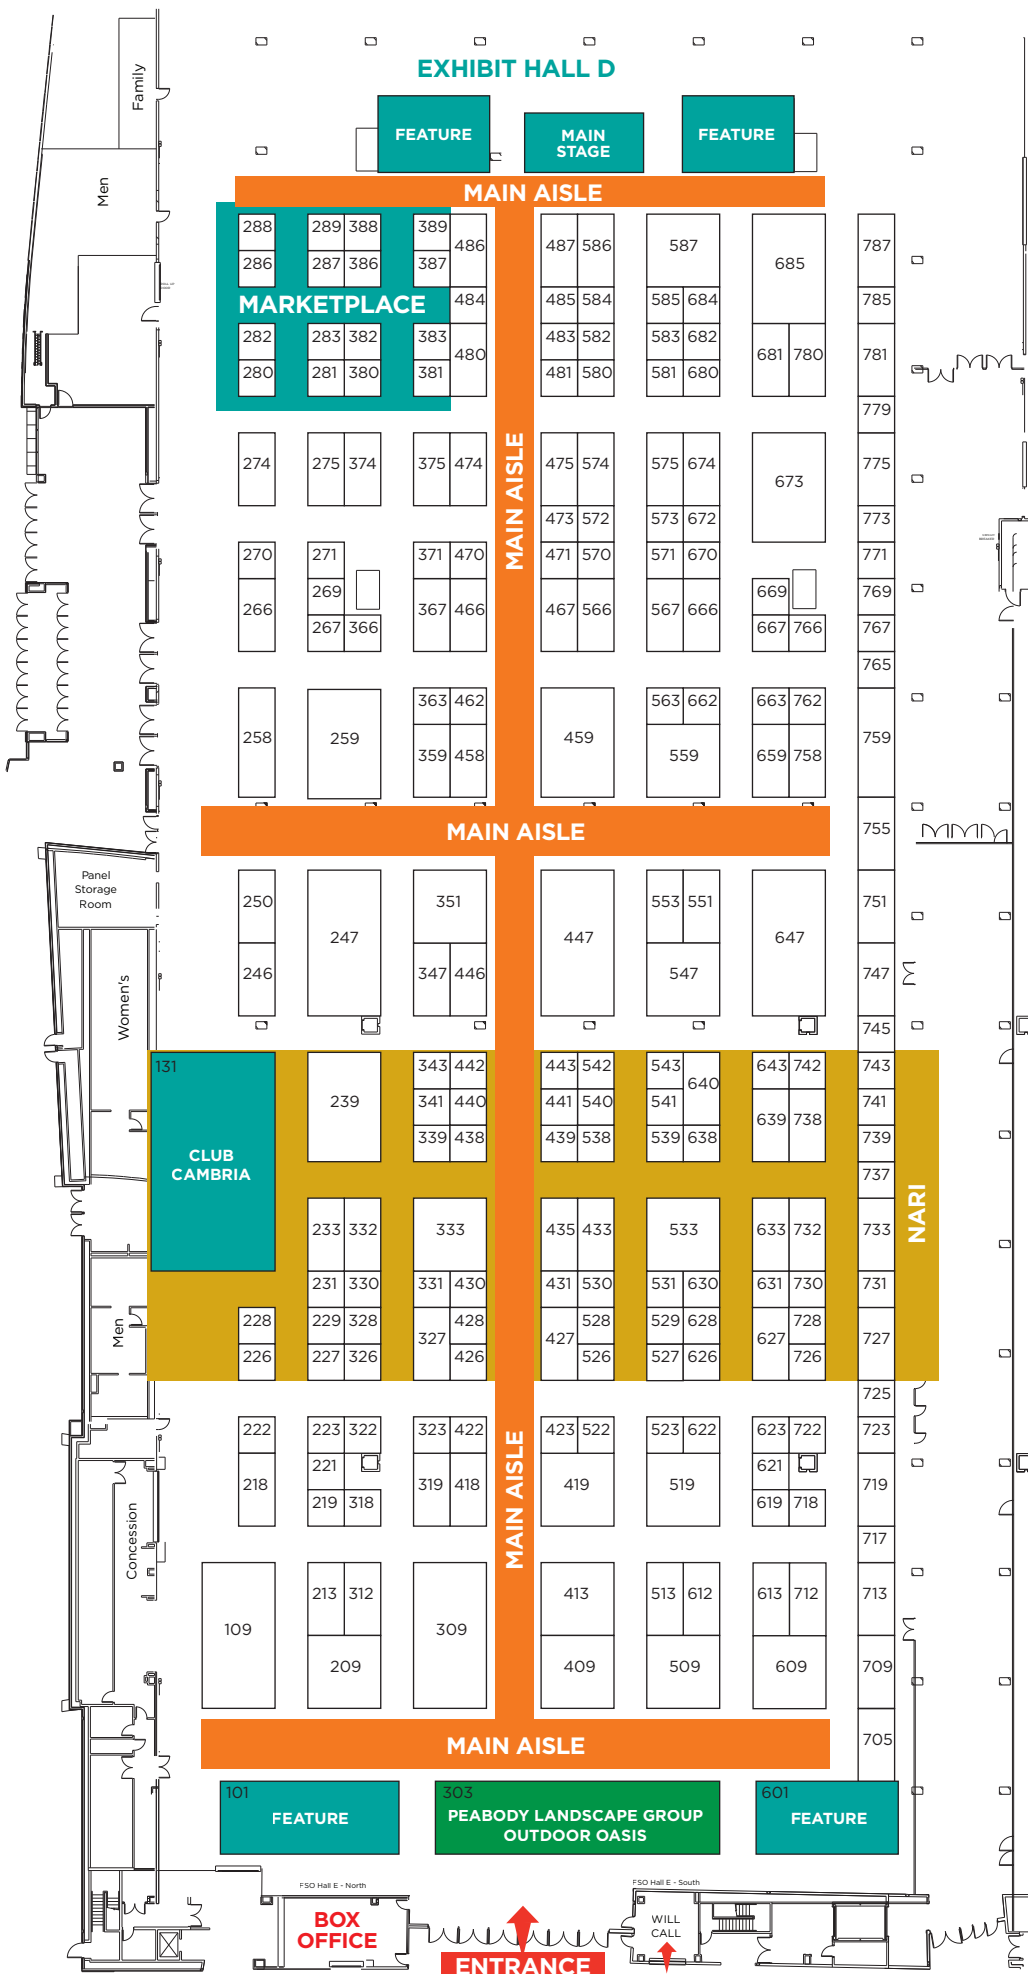 Family
EXHIBIT HALL D
FEATURE
MAIN
STAGE
FEATURE
Men
MAIN AISLE
288 289 388 389 486 487 586 587 685 787
286 287 386 387
MARKETPLACE 484 485 584 585 684 785
282 283 382 383 480 483 582 583 682 681 780 781
280 281 380 381 481 580 581 680
779
MAIN AISLE
274 275 374 375 474 475 574 575 674 673 775
473 572 573 672 773
270 271 371 470 471 570 571 670 771
266 269 367 466 467 566 567 666 669 769
267 366 667 766 767
765
258 259 363 462 459 563 662 663 762 759
359 458 559 659 758
MAIN AISLE 755
Panel
Storage
Room
250 247 351 447 553 551 647 751
246 347 446 547 747
745
Women's
131 239 343 442 443 542 543 640 643 742 743
341 440 441 540 541 639 738 741
339 438 439 538 539 638 739
CLUB
CAMBRIA
737
NARI
233 332 333 435 433 533 633 732 733
231 330 331 430 431 530 531 630 631 730 731
Men
228 229 328 327 428 427 528 529 628 627 728 727
226 227 326 426 526 527 626 726
725
222 223 322 323 422 423 522 523 622 623 722 723
218 221 319 418 419 519 621 719
219 318 619 718
MAIN AISLE
717
Concession
109 213 312 309 413 513 612 613 712 713
209 409 509 609 709
MAIN AISLE 705
101
FEATURE
303
PEABODY LANDSCAPE GROUP
OUTDOOR OASIS
601
FEATURE
FSO Hall E - North
FSO Hall E - South
BOX
OFFICE
WILL
CALL
ENTRANCE